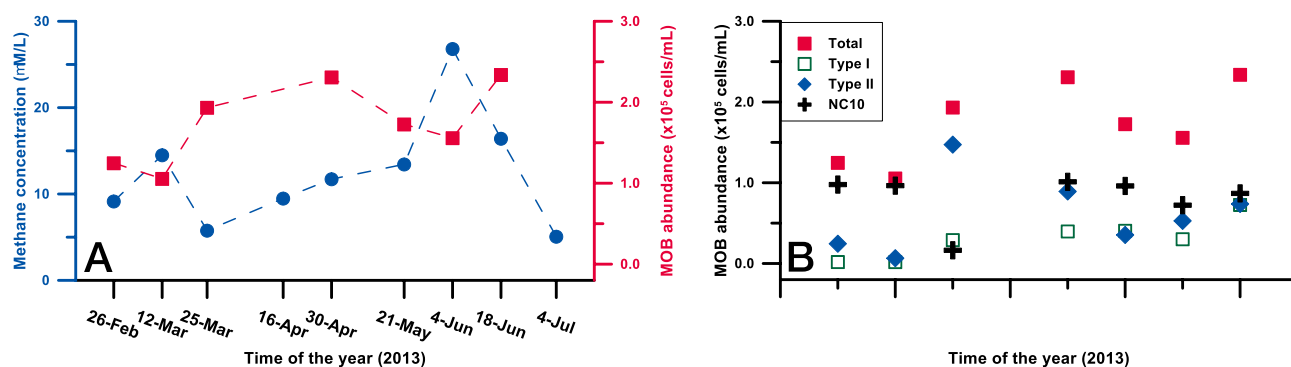 Methane concentration (mM/L)
30
20
10
0
A
3.0
2.0
1.0
0.0
MOB abundance (x10⁵ cells/mL)
26-Feb
12-Mar
25-Mar
16-Apr
30-Apr
21-May
4-Jun
18-Jun
4-Jul
Time of the year (2013)
MOB abundance (x10⁵ cells/mL)
3.0
2.0
1.0
0.0
Total
Type I
Type II
NC10
B
Time of the year (2013)